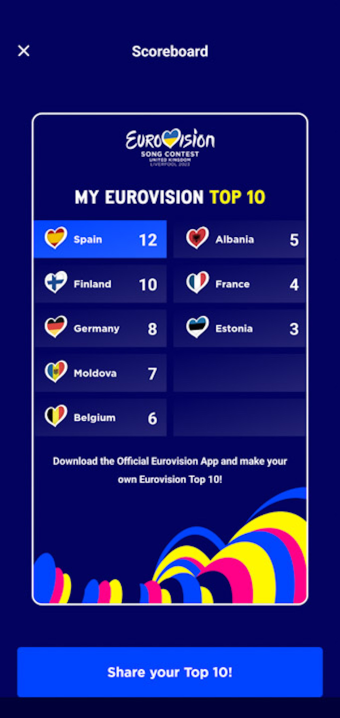 Scoreboard
EUROVISION
SONG CONTEST
UNITED KINGDOM
LIVERPOOL 2023
MY EUROVISION TOP 10
Spain 12
Finland 10
Germany 8
Moldova 7
Belgium 6
Albania 5
France 4
Estonia 3
Download the Official Eurovision App and make your
own Eurovision Top 10!
Share your Top 10!